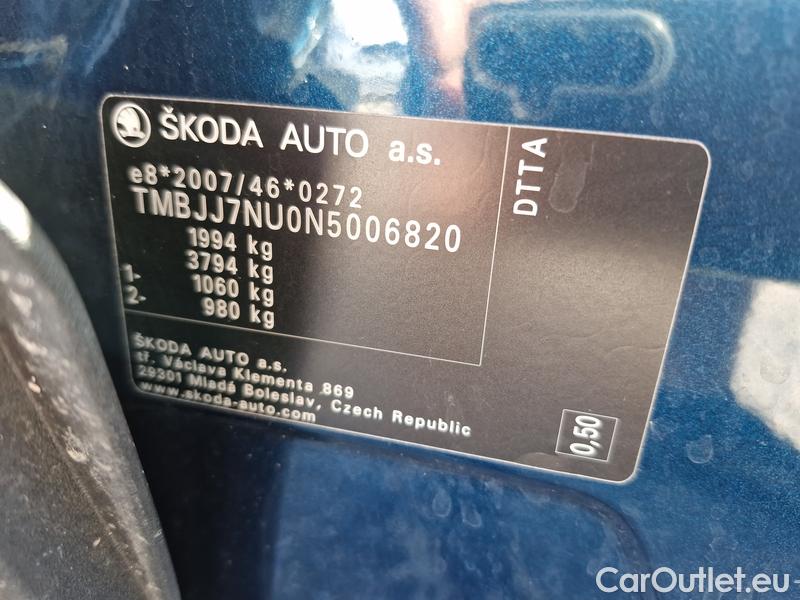 ŠKODA AUTO a.s.
e8*2007/46*0272
TMBJJ7NU0N5006820
1994 kg
3794 kg
1- 1060 kg
2- 980 kg
DTTA
ŠKODA AUTO a.s.
tř. Václava Klementa 869
29301 Mladá Boleslav, Czech Republic
www.skoda-auto.com
0,50
CarOutlet.eu